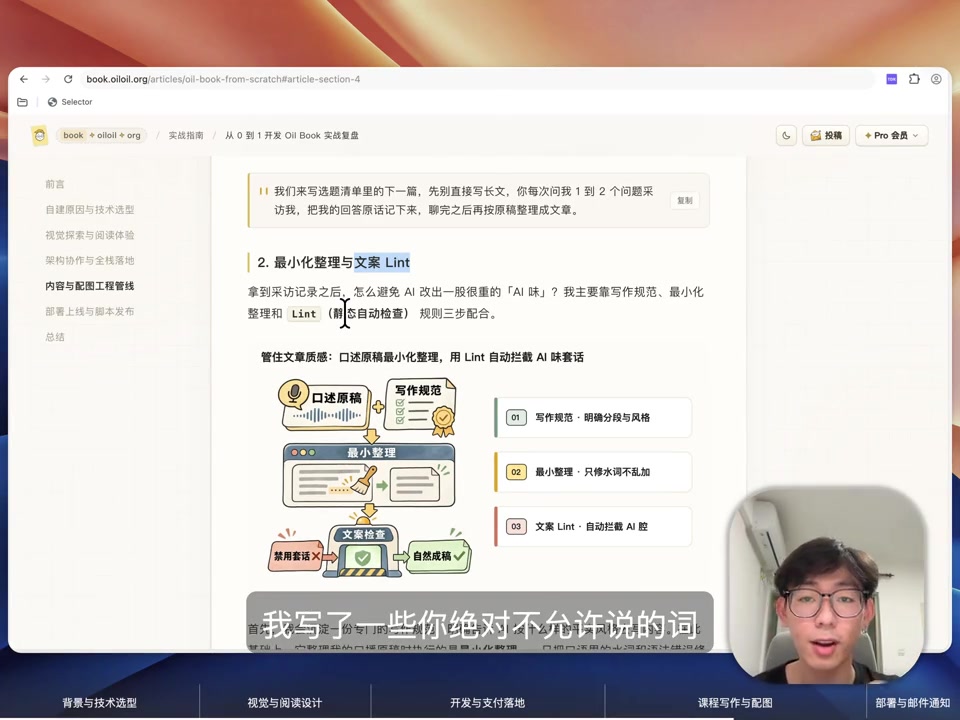 book.oiloil.org/articles/oil-book-from-scratch#article-section-4
Selector
book + oiloil + org / 实战指南 / 从 0 到 1 开发 Oil Book 实战复盘
投稿
Pro 会员
前言
自建原因与技术选型
视觉探索与阅读体验
架构协作与全栈落地
内容与配图工程管线
部署上线与脚本发布
总结
我们来写选题清单里的下一篇，先别直接写长文，你每次问我 1 到 2 个问题采
访我，把我的回答原话记下来，聊完之后再按原稿整理成文章。
复制
2. 最小化整理与文案 Lint
拿到采访记录之后，怎么避免 AI 改出一股很重的「AI 味」？我主要靠写作规范、最小化
整理和 Lint（静态自动检查） 规则三步配合。
管住文章质感：口述原稿最小化整理，用 Lint 自动拦截 AI 味套话
口述原稿
写作规范
最小整理
文案检查
禁用套话
自然成稿
01 写作规范 · 明确分段与风格
02 最小整理 · 只修水词不乱加
03 文案 Lint · 自动拦截 AI 腔
我写了一些你绝对不允许说的词
背景与技术选型
视觉与阅读设计
开发与支付落地
课程写作与配图
部署与邮件通知